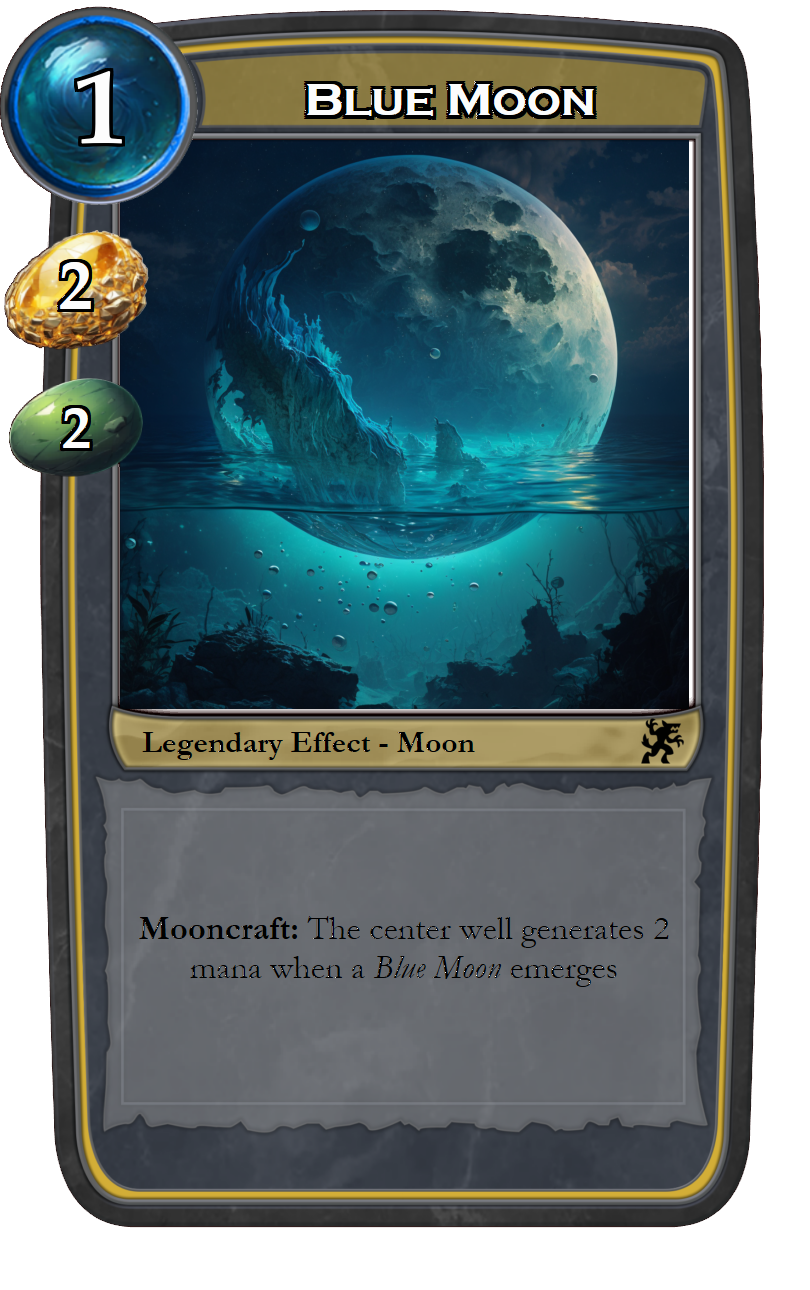 1
Blue Moon
2
2
Legendary Effect - Moon
Mooncraft: The center well generates 2
mana when a Blue Moon emerges